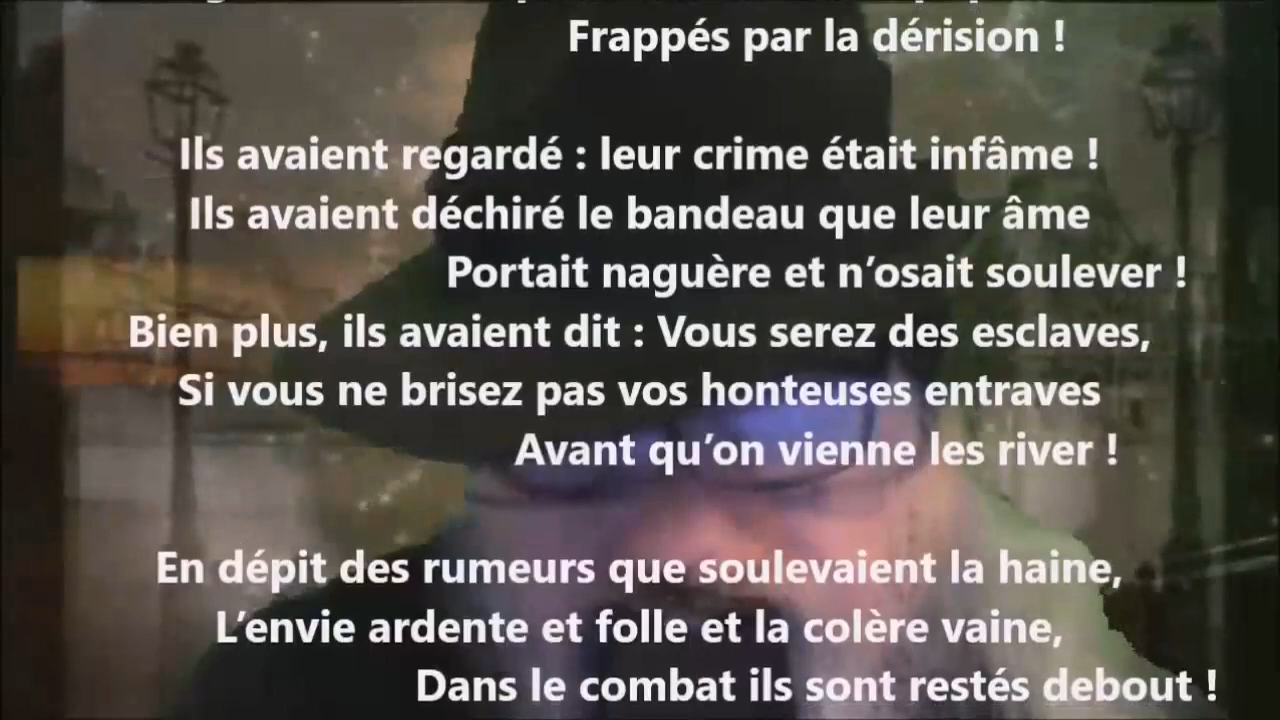 Frappés par la dérision !
Ils avaient regardé : leur crime était infâme !
Ils avaient déchiré le bandeau que leur âme
Portait naguère et n’osait soulever !
Bien plus, ils avaient dit : Vous serez des esclaves,
Si vous ne brisez pas vos honteuses entraves
Avant qu’on vienne les river !
En dépit des rumeurs que soulevaient la haine,
L’envie ardente et folle et la colère vaine,
Dans le combat ils sont restés debout !